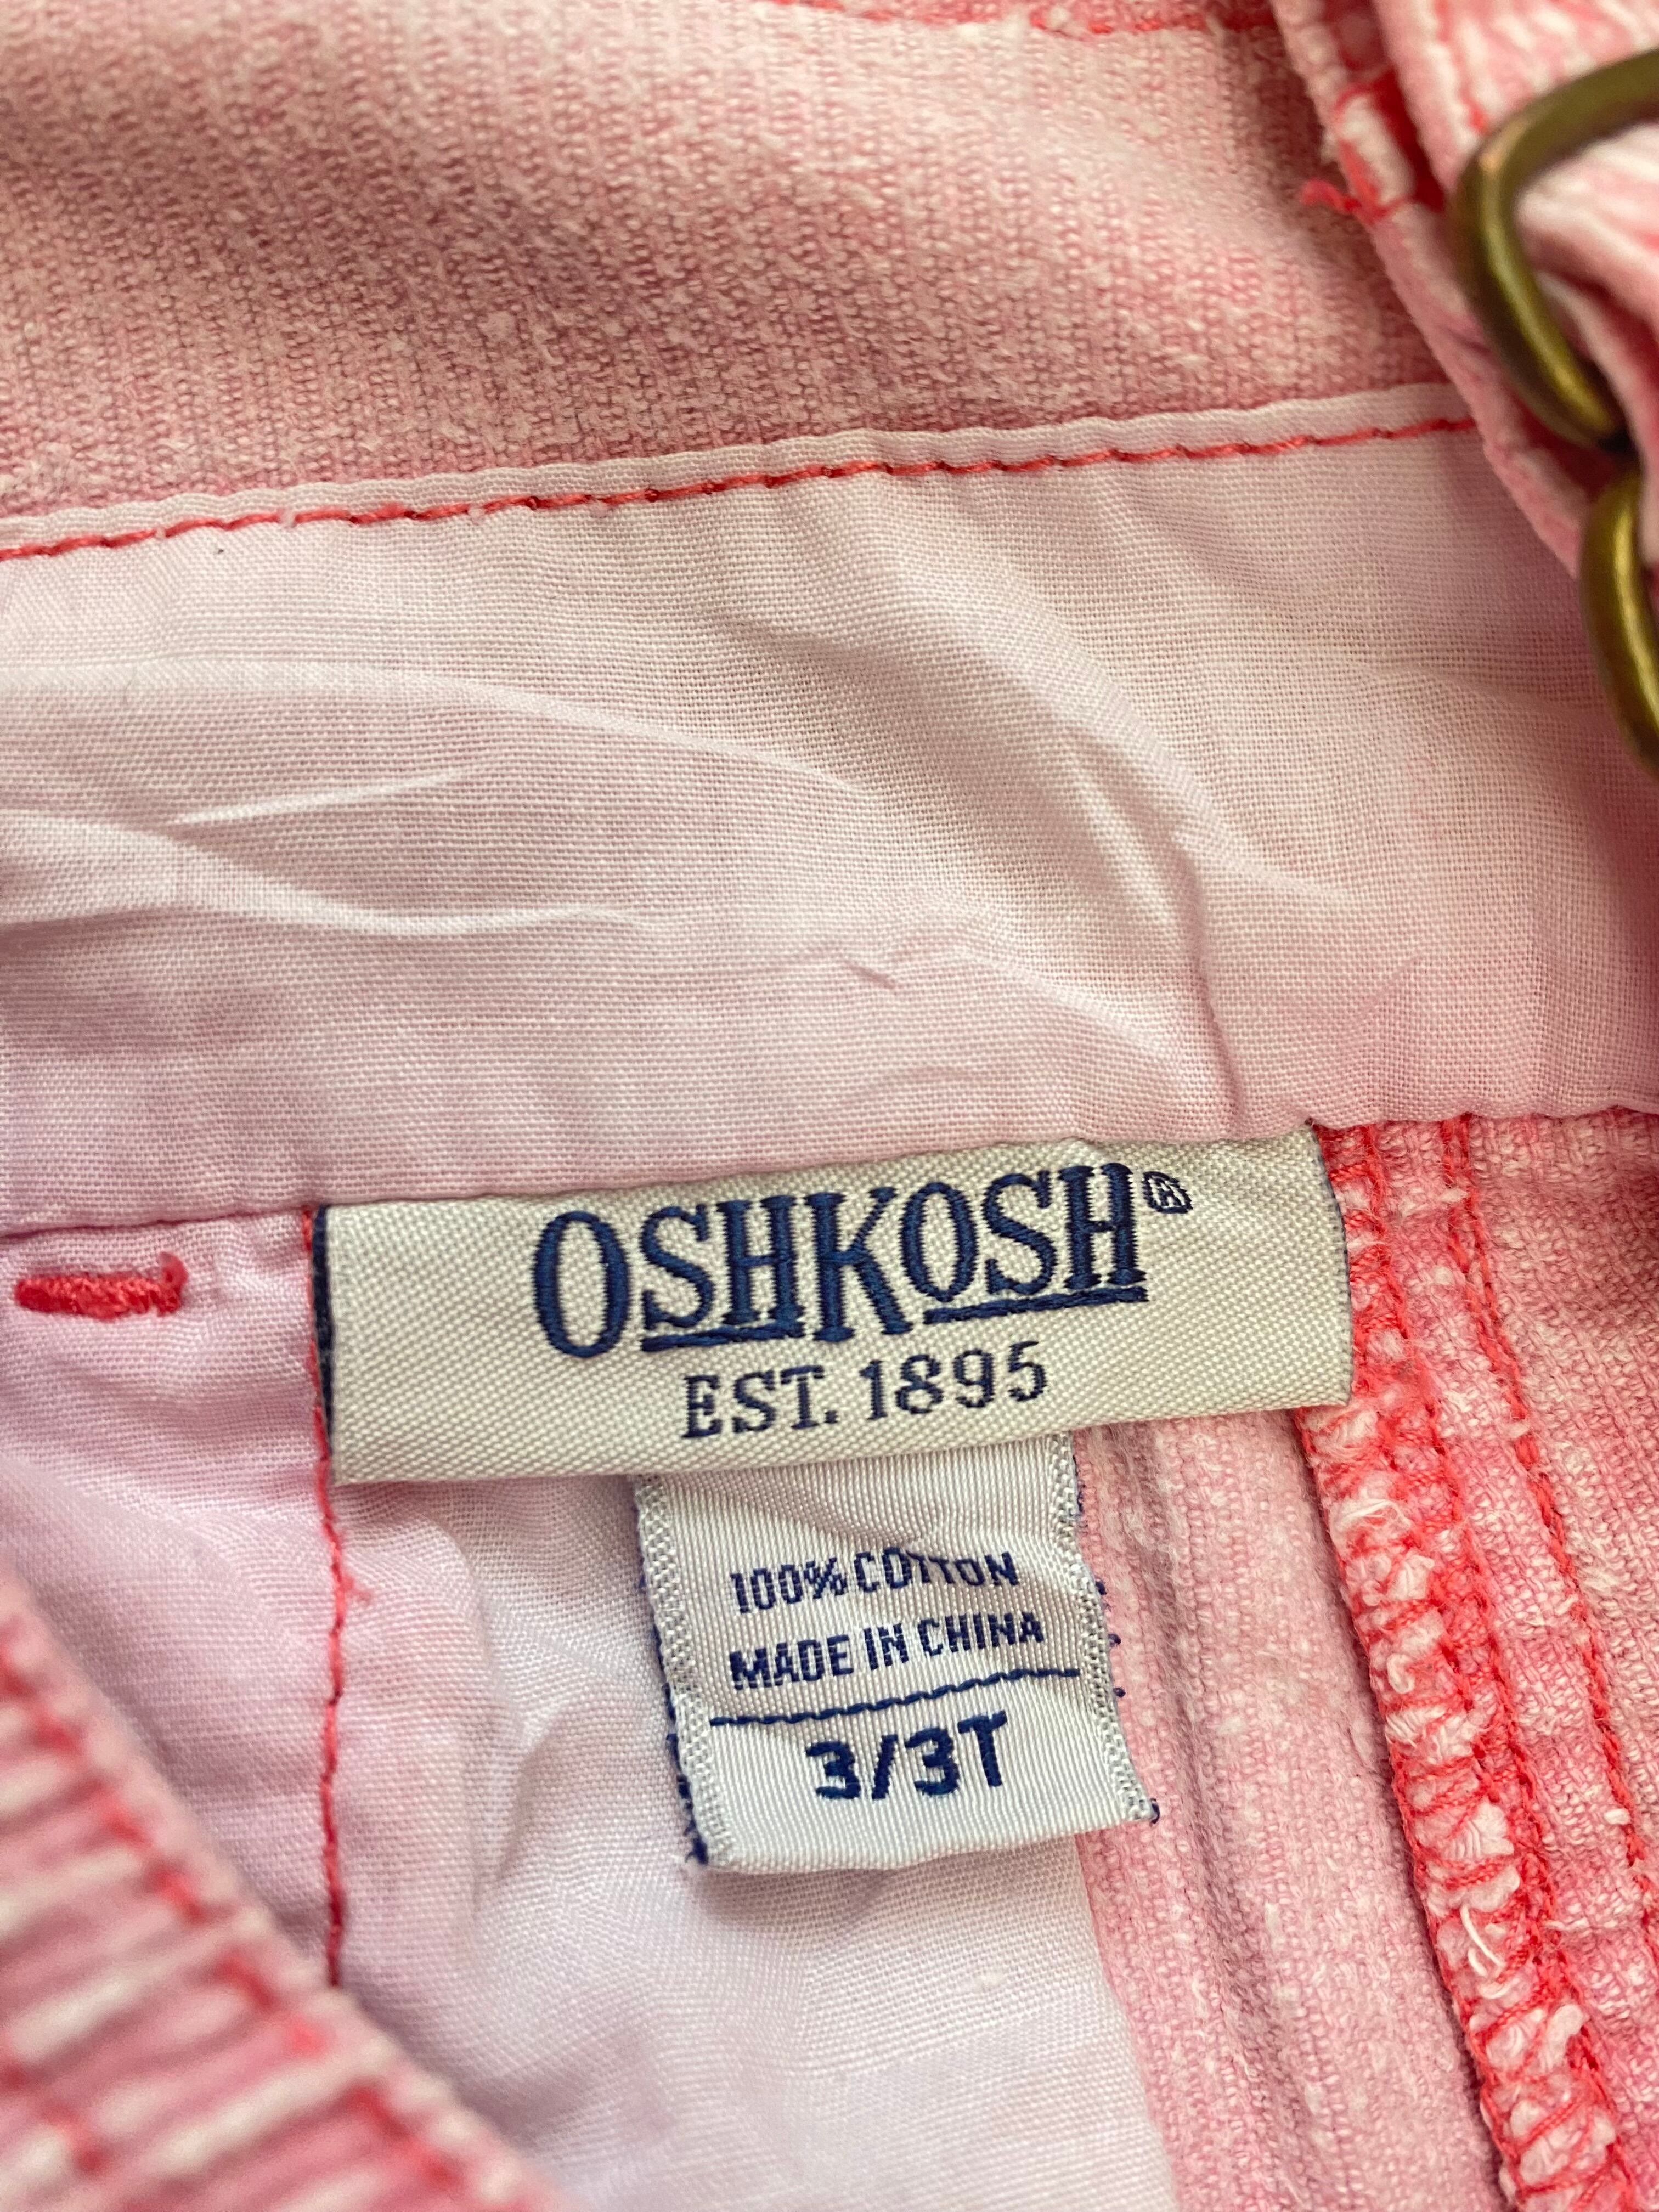 OSHKOSH®
EST. 1895
100% COTTON
MADE IN CHINA
3/3T